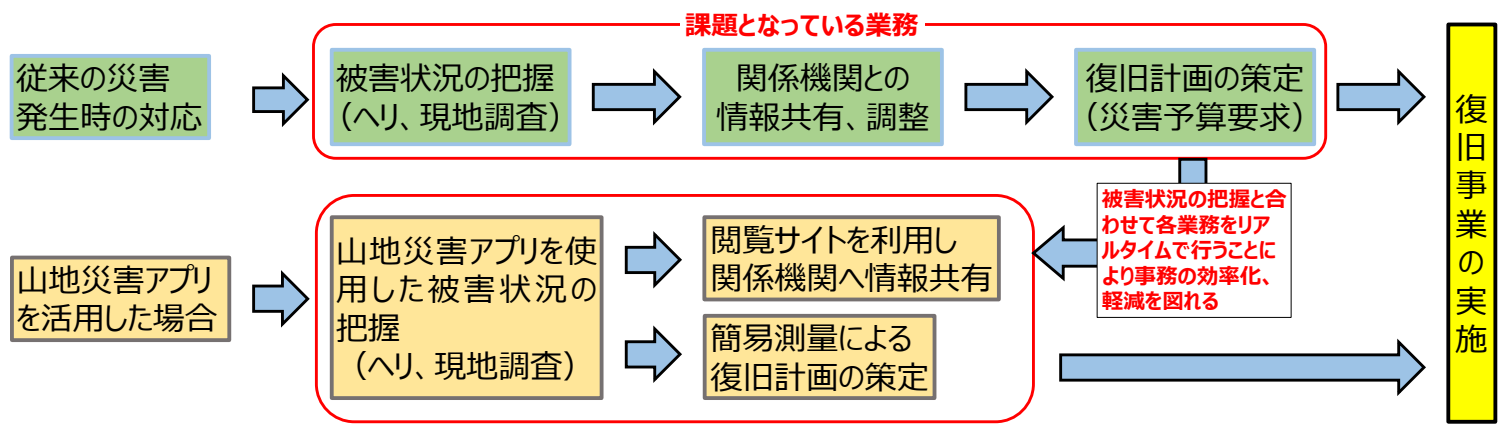 課題となっている業務
従来の災害
発生時の対応
被害状況の把握
（ヘリ、現地調査）
関係機関との
情報共有、調整
復旧計画の策定
（災害予算要求）
復旧事業の実施
被害状況の把握と合
わせて各業務をリア
ルタイムで行うことに
より事務の効率化、
軽減を図れる
山地災害アプリ
を活用した場合
山地災害アプリを使
用した被害状況の
把握
（ヘリ、現地調査）
閲覧サイトを利用し
関係機関へ情報共有
簡易測量による
復旧計画の策定